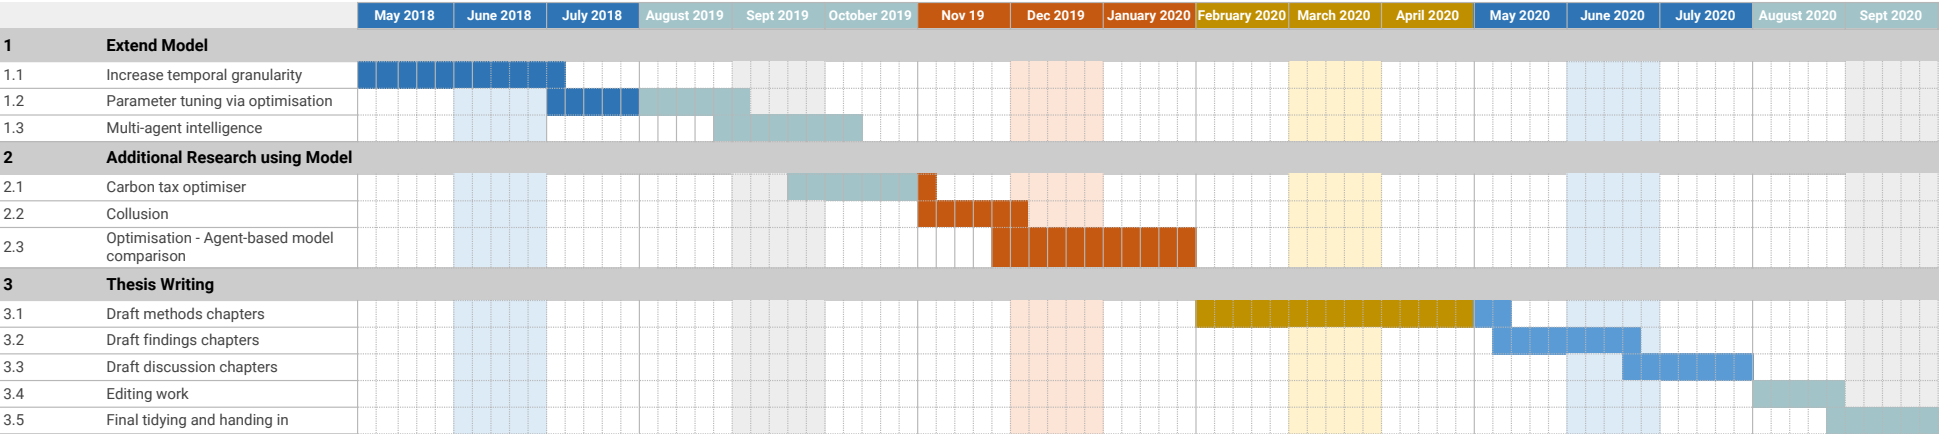 May 2018 June 2018 July 2018 August 2019 Sept 2019 October 2019 Nov 19 Dec 2019 January 2020 February 2020 March 2020 April 2020 May 2020 June 2020 July 2020 August 2020 Sept 2020
1 Extend Model
1.1 Increase temporal granularity
1.2 Parameter tuning via optimisation
1.3 Multi-agent intelligence
2 Additional Research using Model
2.1 Carbon tax optimiser
2.2 Collusion
2.3 Optimisation - Agent-based model
comparison
3 Thesis Writing
3.1 Draft methods chapters
3.2 Draft findings chapters
3.3 Draft discussion chapters
3.4 Editing work
3.5 Final tidying and handing in